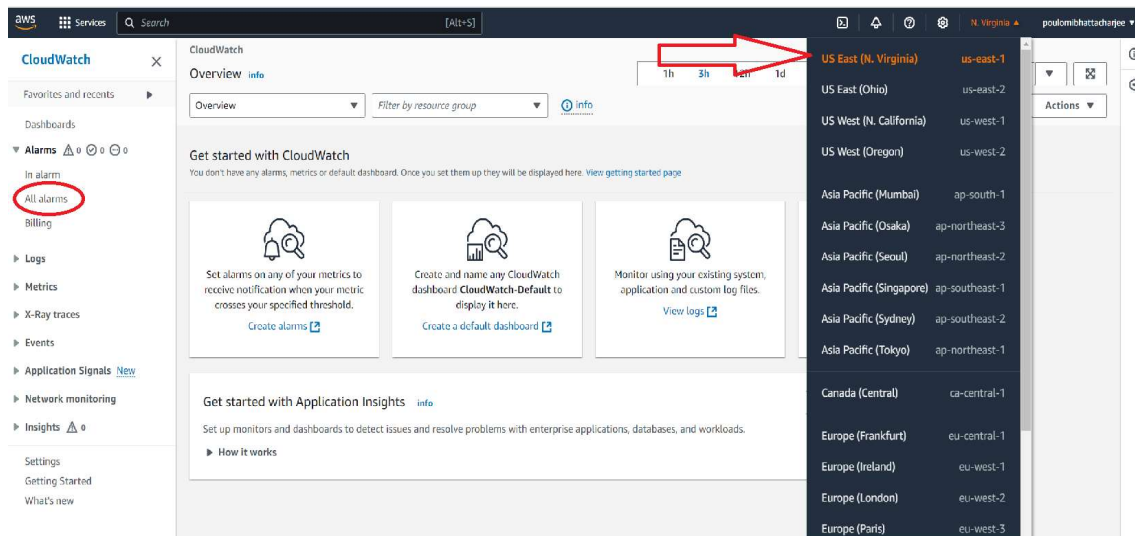 aws
Services
Search
[Alt+S]
N. Virginia
poulomibhattacharjee
CloudWatch
Favorites and recents
Dashboards
Alarms 0 0 0
In alarm
All alarms
Billing
Logs
Metrics
X-Ray traces
Events
Application Signals New
Network monitoring
Insights 0
Settings
Getting Started
What's new
CloudWatch
Overview info
1h 3h 12h 1d
Overview
Filter by resource group
info
Actions
Get started with CloudWatch
You don't have any alarms, metrics or default dashboard. Once you set them up they will be displayed here. View getting started page
Set alarms on any of your metrics to
receive notification when your metric
crosses your specified threshold.
Create alarms
Create and name any CloudWatch
dashboard CloudWatch-Default to
display it here.
Create a default dashboard
Monitor using your existing system,
application and custom log files.
View logs
Get started with Application Insights info
Set up monitors and dashboards to detect issues and resolve problems with enterprise applications, databases, and workloads.
How it works
US East (N. Virginia) us-east-1
US East (Ohio) us-east-2
US West (N. California) us-west-1
US West (Oregon) us-west-2
Asia Pacific (Mumbai) ap-south-1
Asia Pacific (Osaka) ap-northeast-3
Asia Pacific (Seoul) ap-northeast-2
Asia Pacific (Singapore) ap-southeast-1
Asia Pacific (Sydney) ap-southeast-2
Asia Pacific (Tokyo) ap-northeast-1
Canada (Central) ca-central-1
Europe (Frankfurt) eu-central-1
Europe (Ireland) eu-west-1
Europe (London) eu-west-2
Europe (Paris) eu-west-3